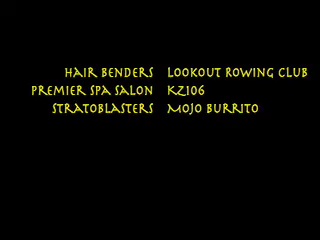 Hair Benders Lookout Rowing Club
Premier Spa Salon KZ106
Stratoblasters Mojo Burrito